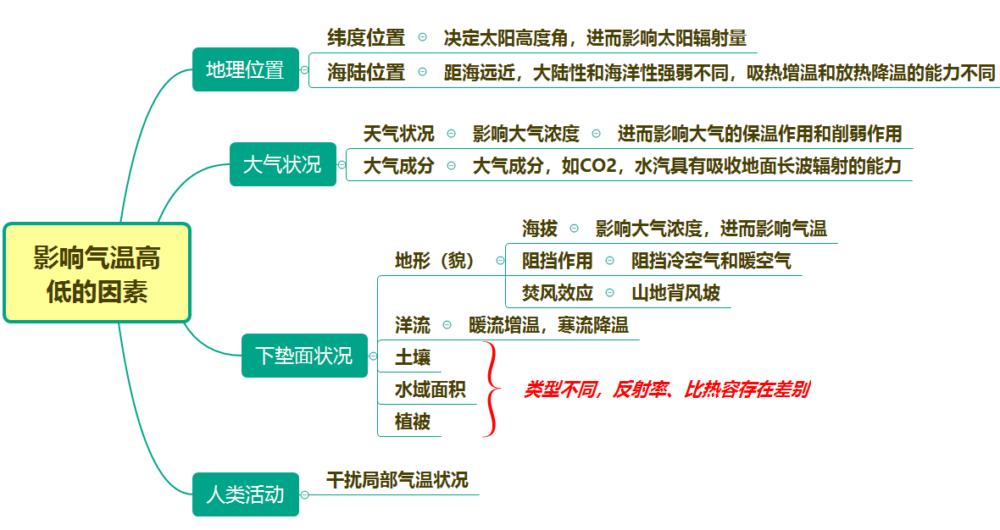 影响气温高
低的因素
地理位置
纬度位置 决定太阳高度角，进而影响太阳辐射量
海陆位置 距海远近，大陆性和海洋性强弱不同，吸热增温和放热降温的能力不同
大气状况
天气状况 影响大气浓度 进而影响大气的保温作用和削弱作用
大气成分 大气成分，如CO2，水汽具有吸收地面长波辐射的能力
下垫面状况
地形（貌）
海拔 影响大气浓度，进而影响气温
阻挡作用 阻挡冷空气和暖空气
焚风效应 山地背风坡
洋流 暖流增温，寒流降温
土壤
水域面积
植被
类型不同，反射率、比热容存在差别
人类活动
干扰局部气温状况